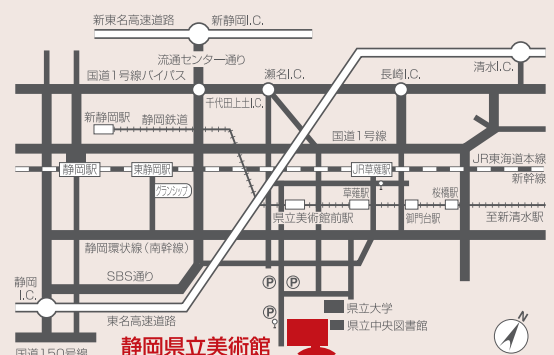 新東名高速道路
新静岡I.C.
流通センター通り
清水I.C.
国道1号線バイパス
瀬名I.C.
長崎I.C.
千代田上土I.C.
新静岡駅
静岡鉄道
国道1号線
JR東海道本線
静岡駅
東静岡駅
JR草薙駅
新幹線
グランシップ
草薙駅
桜橋駅
県立美術館前駅
御門台駅
至新清水駅
静岡環状線(南幹線)
SBS通り
静岡
I.C.
P
P
P
県立大学
東名高速道路
県立中央図書館
静岡県立美術館
国道150号線
N